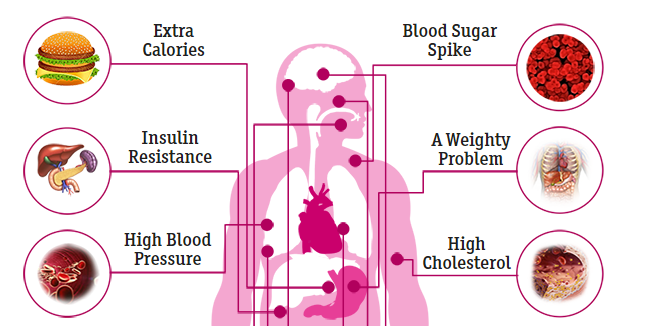 Extra
Calories
Blood Sugar
Spike
Insulin
Resistance
A Weighty
Problem
High Blood
Pressure
High
Cholesterol